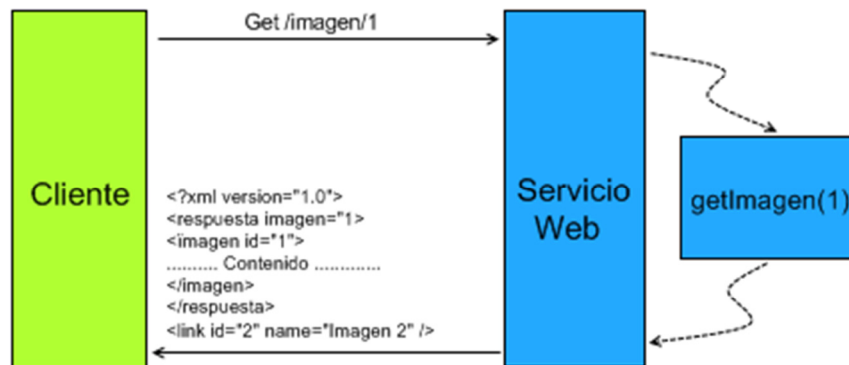 Get /imagen/1
Cliente
<?xml version="1.0">
<respuesta imagen="1>
<imagen id="1">
.......... Contenido .............
</imagen>
</respuesta>
<link id="2" name="Imagen 2" />
Servicio
Web
getImagen(1)